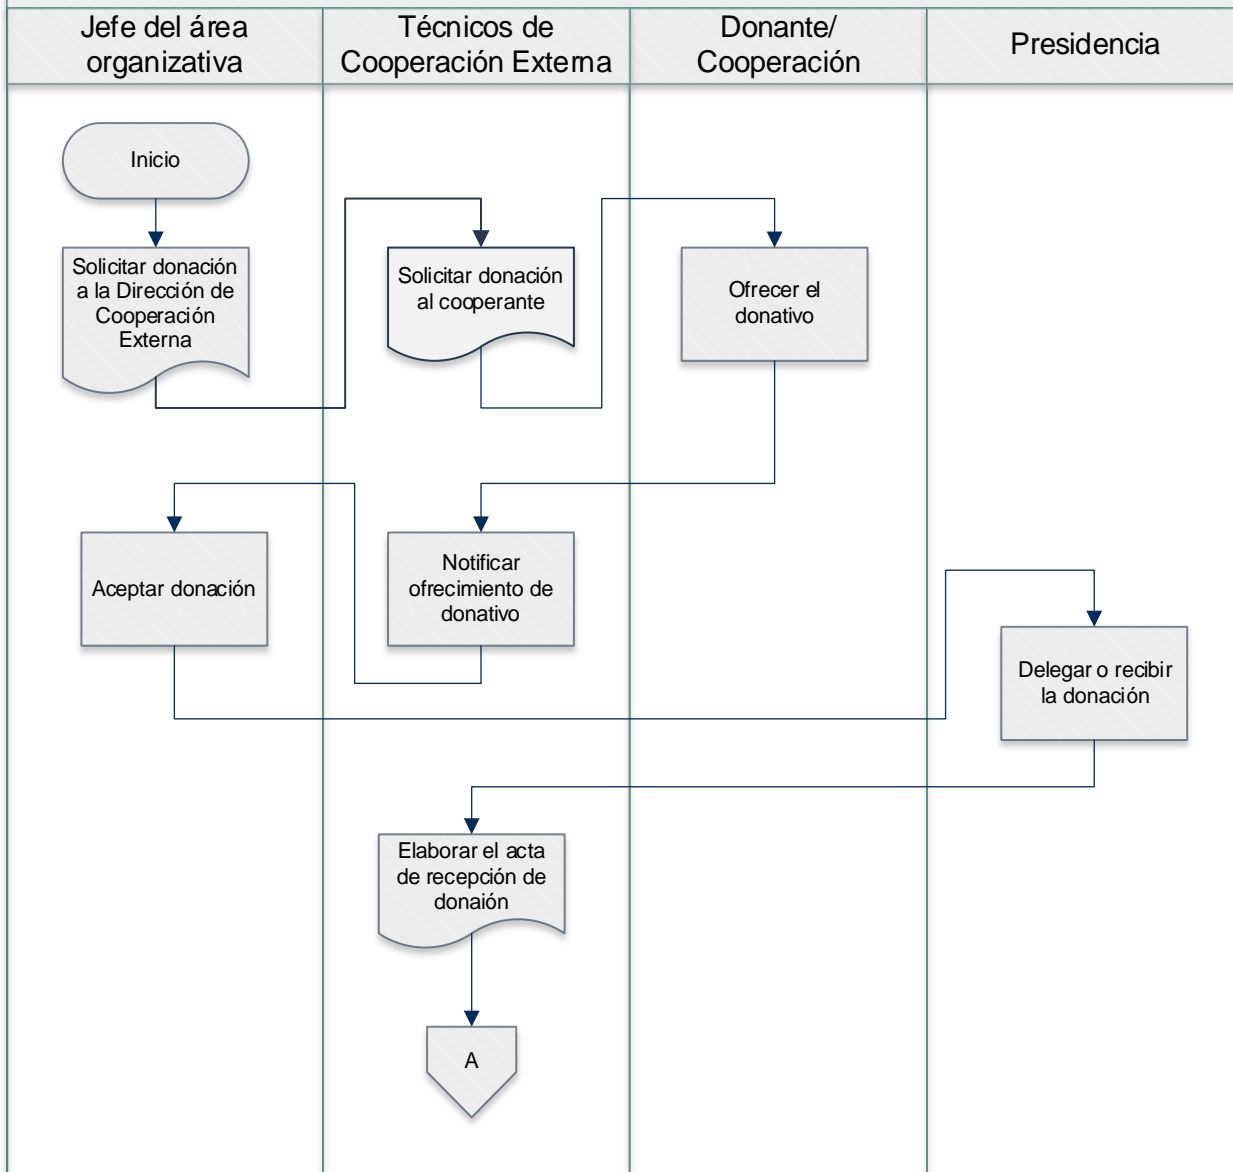 Jefe del área
organizativa
Técnicos de
Cooperación Externa
Donante/
Cooperación
Presidencia
Inicio
Solicitar donación
a la Dirección de
Cooperación
Externa
Solicitar donación
al cooperante
Ofrecer el
donativo
Aceptar donación
Notificar
ofrecimiento de
donativo
Delegar o recibir
la donación
Elaborar el acta
de recepción de
donaión
A